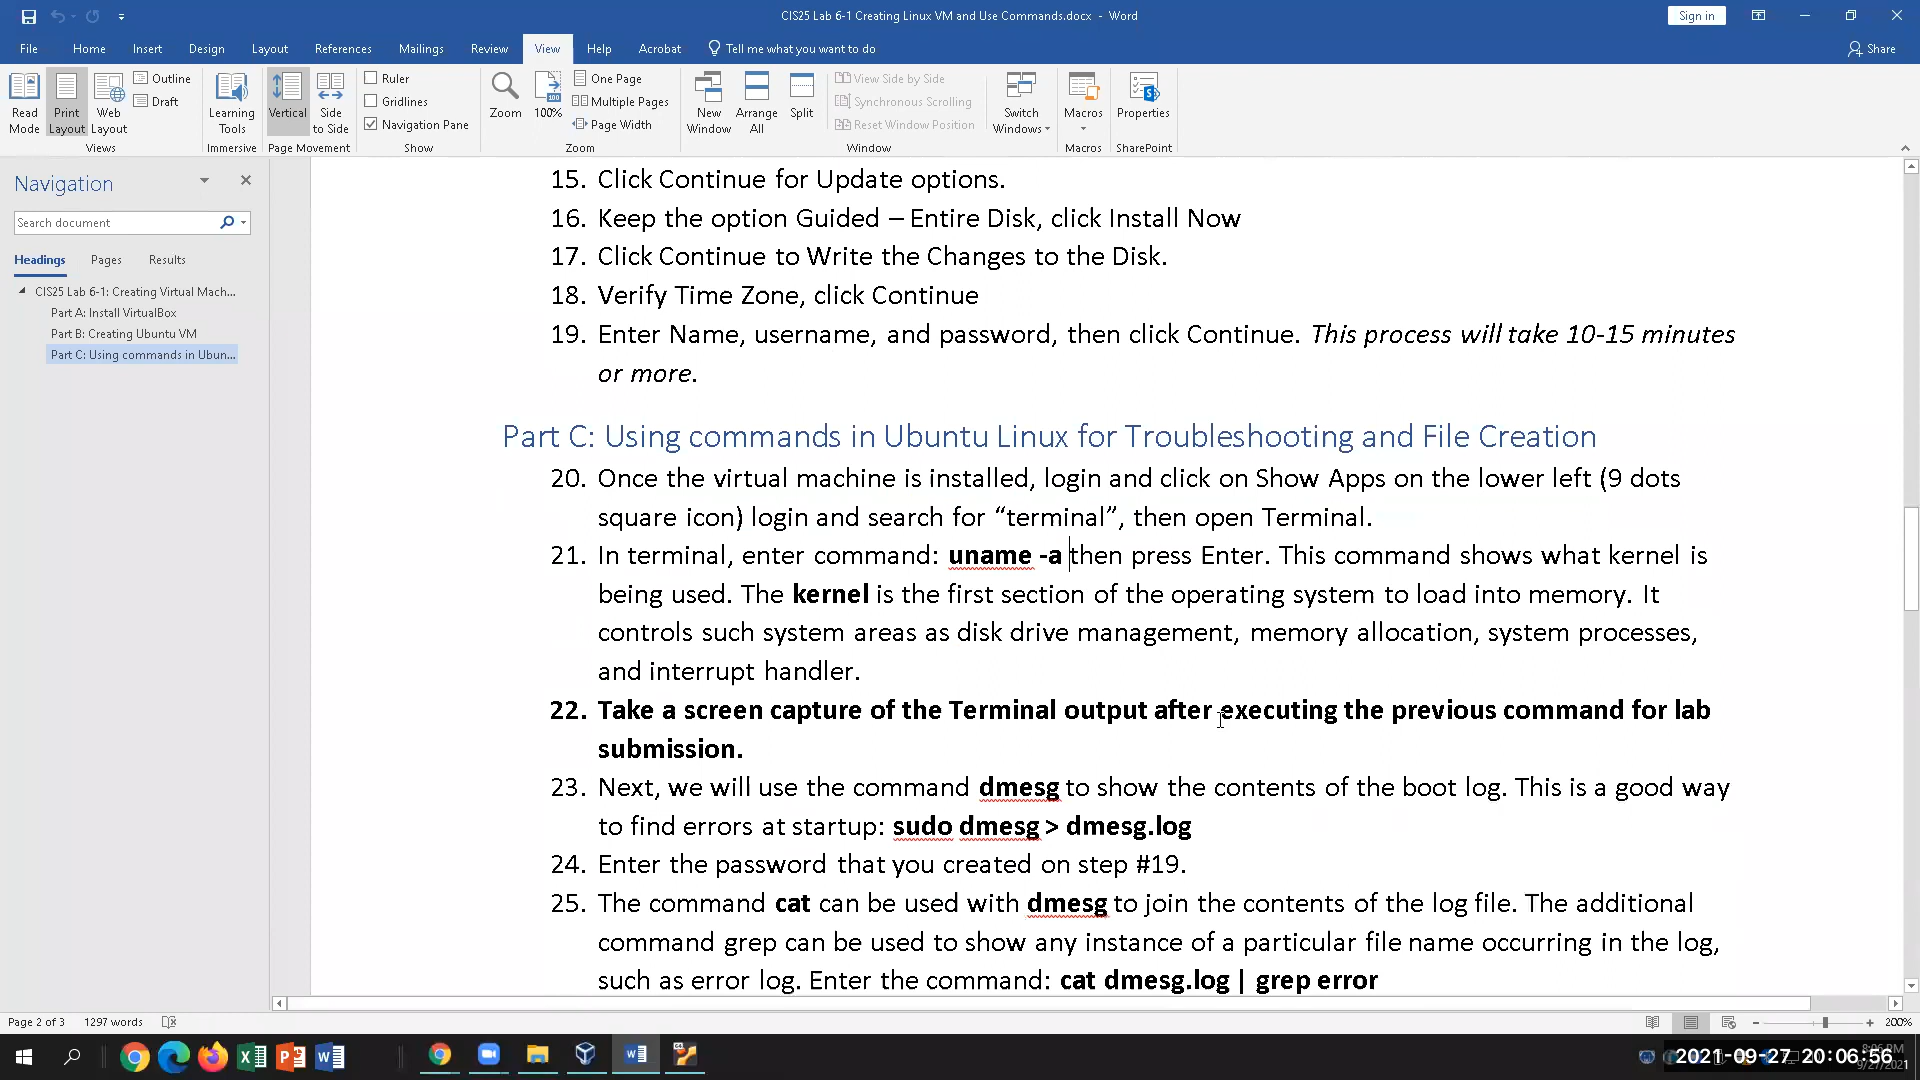 CIS25 Lab 6-1 Creating Linux VM and Use Commands.docx - Word
Sign in
File Home Insert Design Layout References Mailings Review View Help Acrobat Tell me what you want to do Share
Read Mode
Print Layout
Web Layout
Outline
Draft
Views
Learning Tools
Immersive
Vertical
Side to Side
Page Movement
Ruler
Gridlines
Navigation Pane
Show
Zoom
100%
One Page
Multiple Pages
Page Width
Zoom
New Window
Arrange All
Split
View Side by Side
Synchronous Scrolling
Reset Window Position
Window
Switch Windows
Macros
Macros
Properties
SharePoint
Navigation
Search document
Headings Pages Results
CIS25 Lab 6-1: Creating Virtual Mach...
Part A: Install VirtualBox
Part B: Creating Ubuntu VM
Part C: Using commands in Ubun...
15. Click Continue for Update options.
16. Keep the option Guided – Entire Disk, click Install Now
17. Click Continue to Write the Changes to the Disk.
18. Verify Time Zone, click Continue
19. Enter Name, username, and password, then click Continue. This process will take 10-15 minutes
or more.
Part C: Using commands in Ubuntu Linux for Troubleshooting and File Creation
20. Once the virtual machine is installed, login and click on Show Apps on the lower left (9 dots
square icon) login and search for “terminal”, then open Terminal.
21. In terminal, enter command: uname -a then press Enter. This command shows what kernel is
being used. The kernel is the first section of the operating system to load into memory. It
controls such system areas as disk drive management, memory allocation, system processes,
and interrupt handler.
22. Take a screen capture of the Terminal output after executing the previous command for lab
submission.
23. Next, we will use the command dmesg to show the contents of the boot log. This is a good way
to find errors at startup: sudo dmesg > dmesg.log
24. Enter the password that you created on step #19.
25. The command cat can be used with dmesg to join the contents of the log file. The additional
command grep can be used to show any instance of a particular file name occurring in the log,
such as error log. Enter the command: cat dmesg.log | grep error
Page 2 of 3 1297 words
200%
2021-09-27 20:06:56
9/27/2021